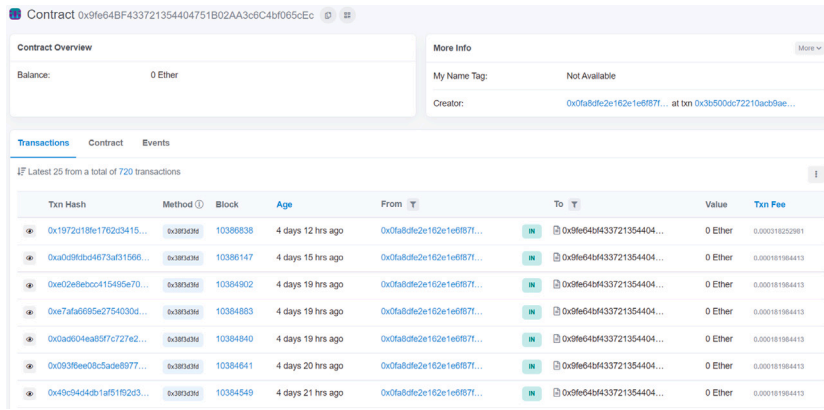 Contract 0x9fe64BF433721354404751B02AA3c6C4bf065cEc
Contract Overview
Balance: 0 Ether
More Info
More
My Name Tag: Not Available
Creator: 0x0fa8dfe2e162e1e6f87f... at txn 0x3b500dc72210acb9ae...
Transactions Contract Events
Latest 25 from a total of 720 transactions
Txn Hash Method Block Age From To Value Txn Fee
0x1972d18fe1762d3415... 0x38f3d3fd 10386838 4 days 12 hrs ago 0x0fa8dfe2e162e1e6f87f... IN 0x9fe64bf433721354404... 0 Ether 0.000318252981
0xa0d9fdbd4673af31566... 0x38f3d3fd 10386147 4 days 15 hrs ago 0x0fa8dfe2e162e1e6f87f... IN 0x9fe64bf433721354404... 0 Ether 0.000181984413
0xe02e8ebcc415495e70... 0x38f3d3fd 10384902 4 days 19 hrs ago 0x0fa8dfe2e162e1e6f87f... IN 0x9fe64bf433721354404... 0 Ether 0.000181984413
0xe7afa6695e2754030d... 0x38f3d3fd 10384883 4 days 19 hrs ago 0x0fa8dfe2e162e1e6f87f... IN 0x9fe64bf433721354404... 0 Ether 0.000181984413
0x0ad604ea85f7c727e2... 0x38f3d3fd 10384840 4 days 19 hrs ago 0x0fa8dfe2e162e1e6f87f... IN 0x9fe64bf433721354404... 0 Ether 0.000181984413
0x093f6ee08c5ade8977... 0x38f3d3fd 10384641 4 days 20 hrs ago 0x0fa8dfe2e162e1e6f87f... IN 0x9fe64bf433721354404... 0 Ether 0.000181984413
0x49c94d4db1af51f92d3... 0x38f3d3fd 10384549 4 days 21 hrs ago 0x0fa8dfe2e162e1e6f87f... IN 0x9fe64bf433721354404... 0 Ether 0.000181984413